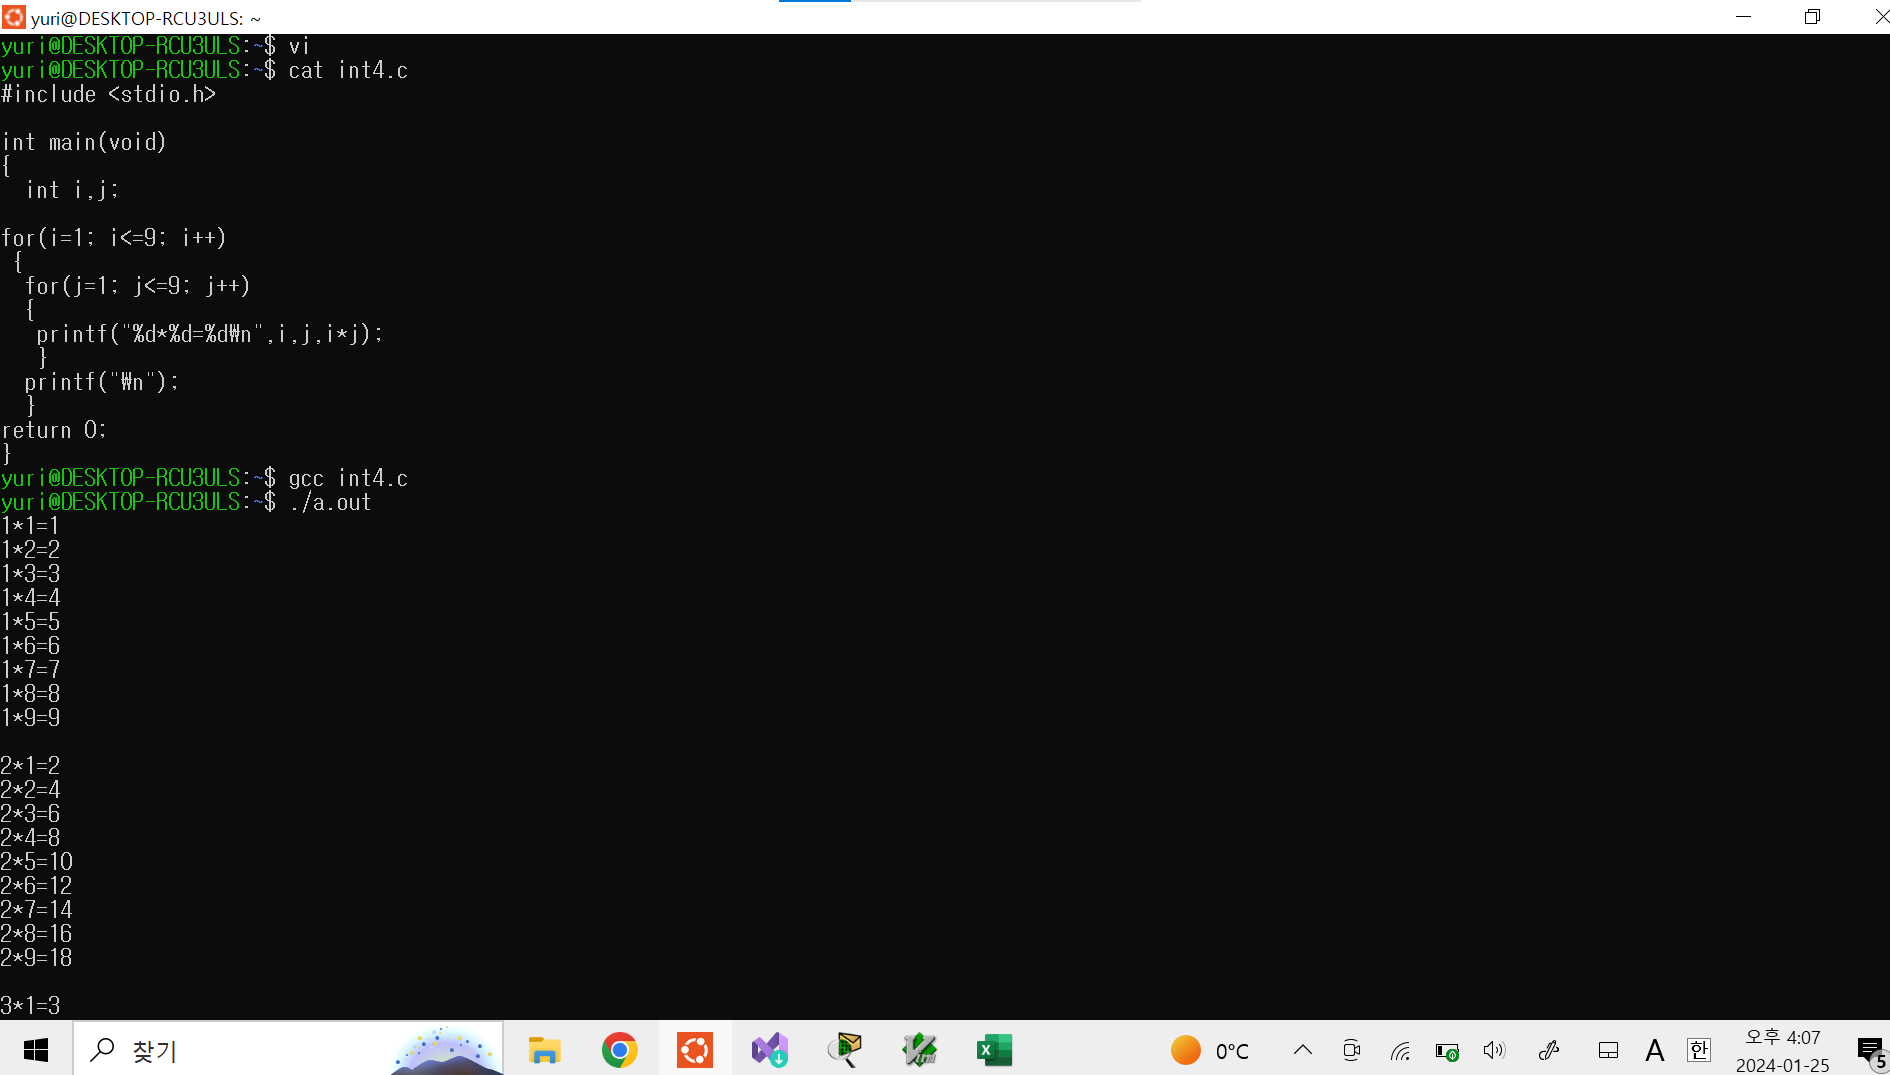 yuri@DESKTOP-RCU3ULS: ~
yuri@DESKTOP-RCU3ULS:~$ vi
yuri@DESKTOP-RCU3ULS:~$ cat int4.c
#include <stdio.h>
int main(void)
{
int i,j;
for(i=1; i<=9; i++)
{
for(j=1; j<=9; j++)
{
printf("%d*%d=%d₩n",i,j,i*j);
}
printf("₩n");
}
return 0;
}
yuri@DESKTOP-RCU3ULS:~$ gcc int4.c
yuri@DESKTOP-RCU3ULS:~$ ./a.out
1*1=1
1*2=2
1*3=3
1*4=4
1*5=5
1*6=6
1*7=7
1*8=8
1*9=9
2*1=2
2*2=4
2*3=6
2*4=8
2*5=10
2*6=12
2*7=14
2*8=16
2*9=18
3*1=3
찾기
0°C
A
한
오후 4:07
2024-01-25
5